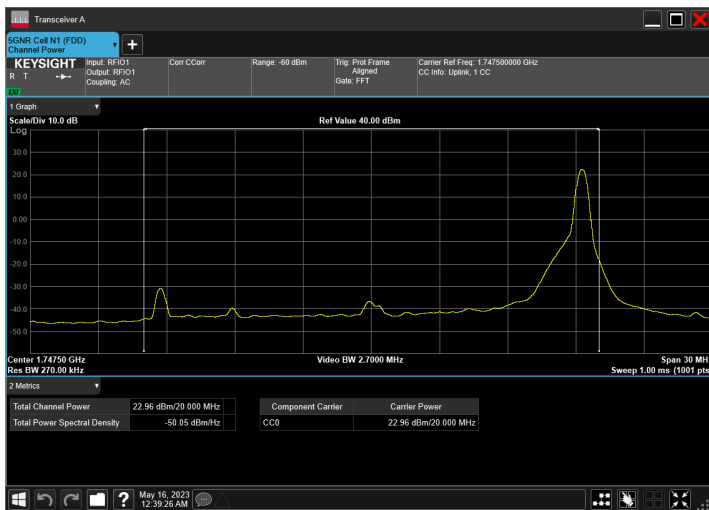 Transceiver A
5GNR Cell N1 (FDD)
Channel Power
KEYSIGHT
R T
LXI
Input: RFIO1
Output: RFIO1
Coupling: AC
Corr CCorr
Range: -60 dBm
Trig: Prot Frame
Aligned
Gate: FFT
Carrier Ref Freq: 1.747500000 GHz
CC Info: Uplink, 1 CC
1 Graph
Scale/Div 10.0 dB
Ref Value 40.00 dBm
Log
30.0
20.0
10.0
0.00
-10.0
-20.0
-30.0
-40.0
-50.0
Center 1.74750 GHz
Res BW 270.00 kHz
Video BW 2.7000 MHz
Span 30 MH
Sweep 1.00 ms (1001 pts
2 Metrics
Total Channel Power 22.96 dBm/20.000 MHz
Total Power Spectral Density -50.05 dBm/Hz
Component Carrier Carrier Power
CC0 22.96 dBm/20.000 MHz
?
May 16, 2023
12:39:26 AM